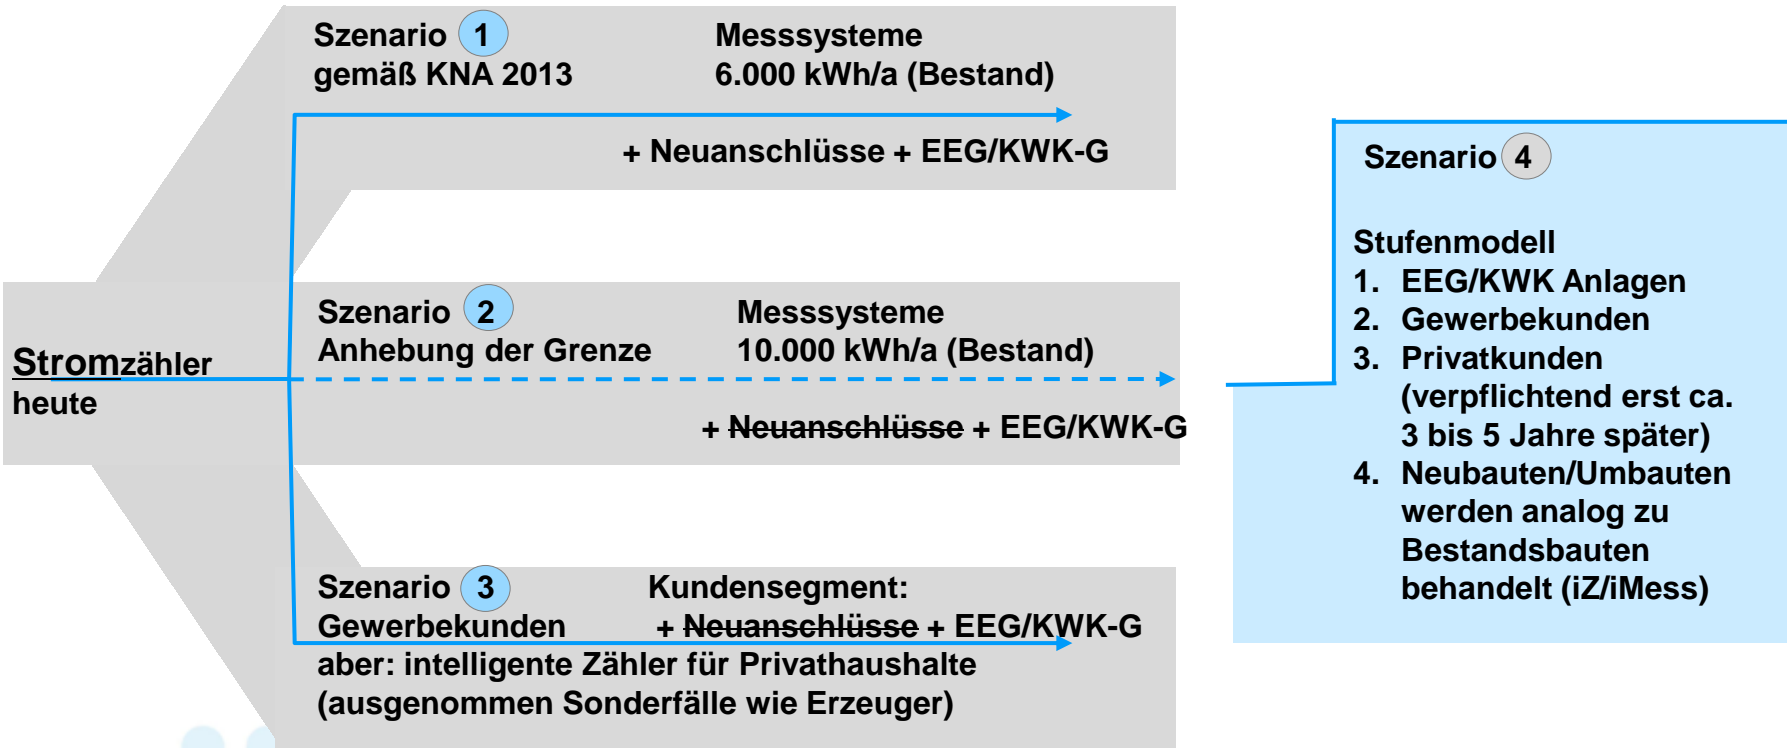 Szenario 1
gemäß KNA 2013
Messsysteme
6.000 kWh/a (Bestand)
+ Neuanschlüsse + EEG/KWK-G
Stromzähler
heute
Szenario 2
Anhebung der Grenze
Messsysteme
10.000 kWh/a (Bestand)
+ Neuanschlüsse + EEG/KWK-G
Szenario 3
Gewerbekunden
Kundensegment:
+ Neuanschlüsse + EEG/KWK-G
aber: intelligente Zähler für Privathaushalte
(ausgenommen Sonderfälle wie Erzeuger)
Szenario 4
Stufenmodell
1. EEG/KWK Anlagen
2. Gewerbekunden
3. Privatkunden
(verpflichtend erst ca.
3 bis 5 Jahre später)
4. Neubauten/Umbauten
werden analog zu
Bestandsbauten
behandelt (iZ/iMess)